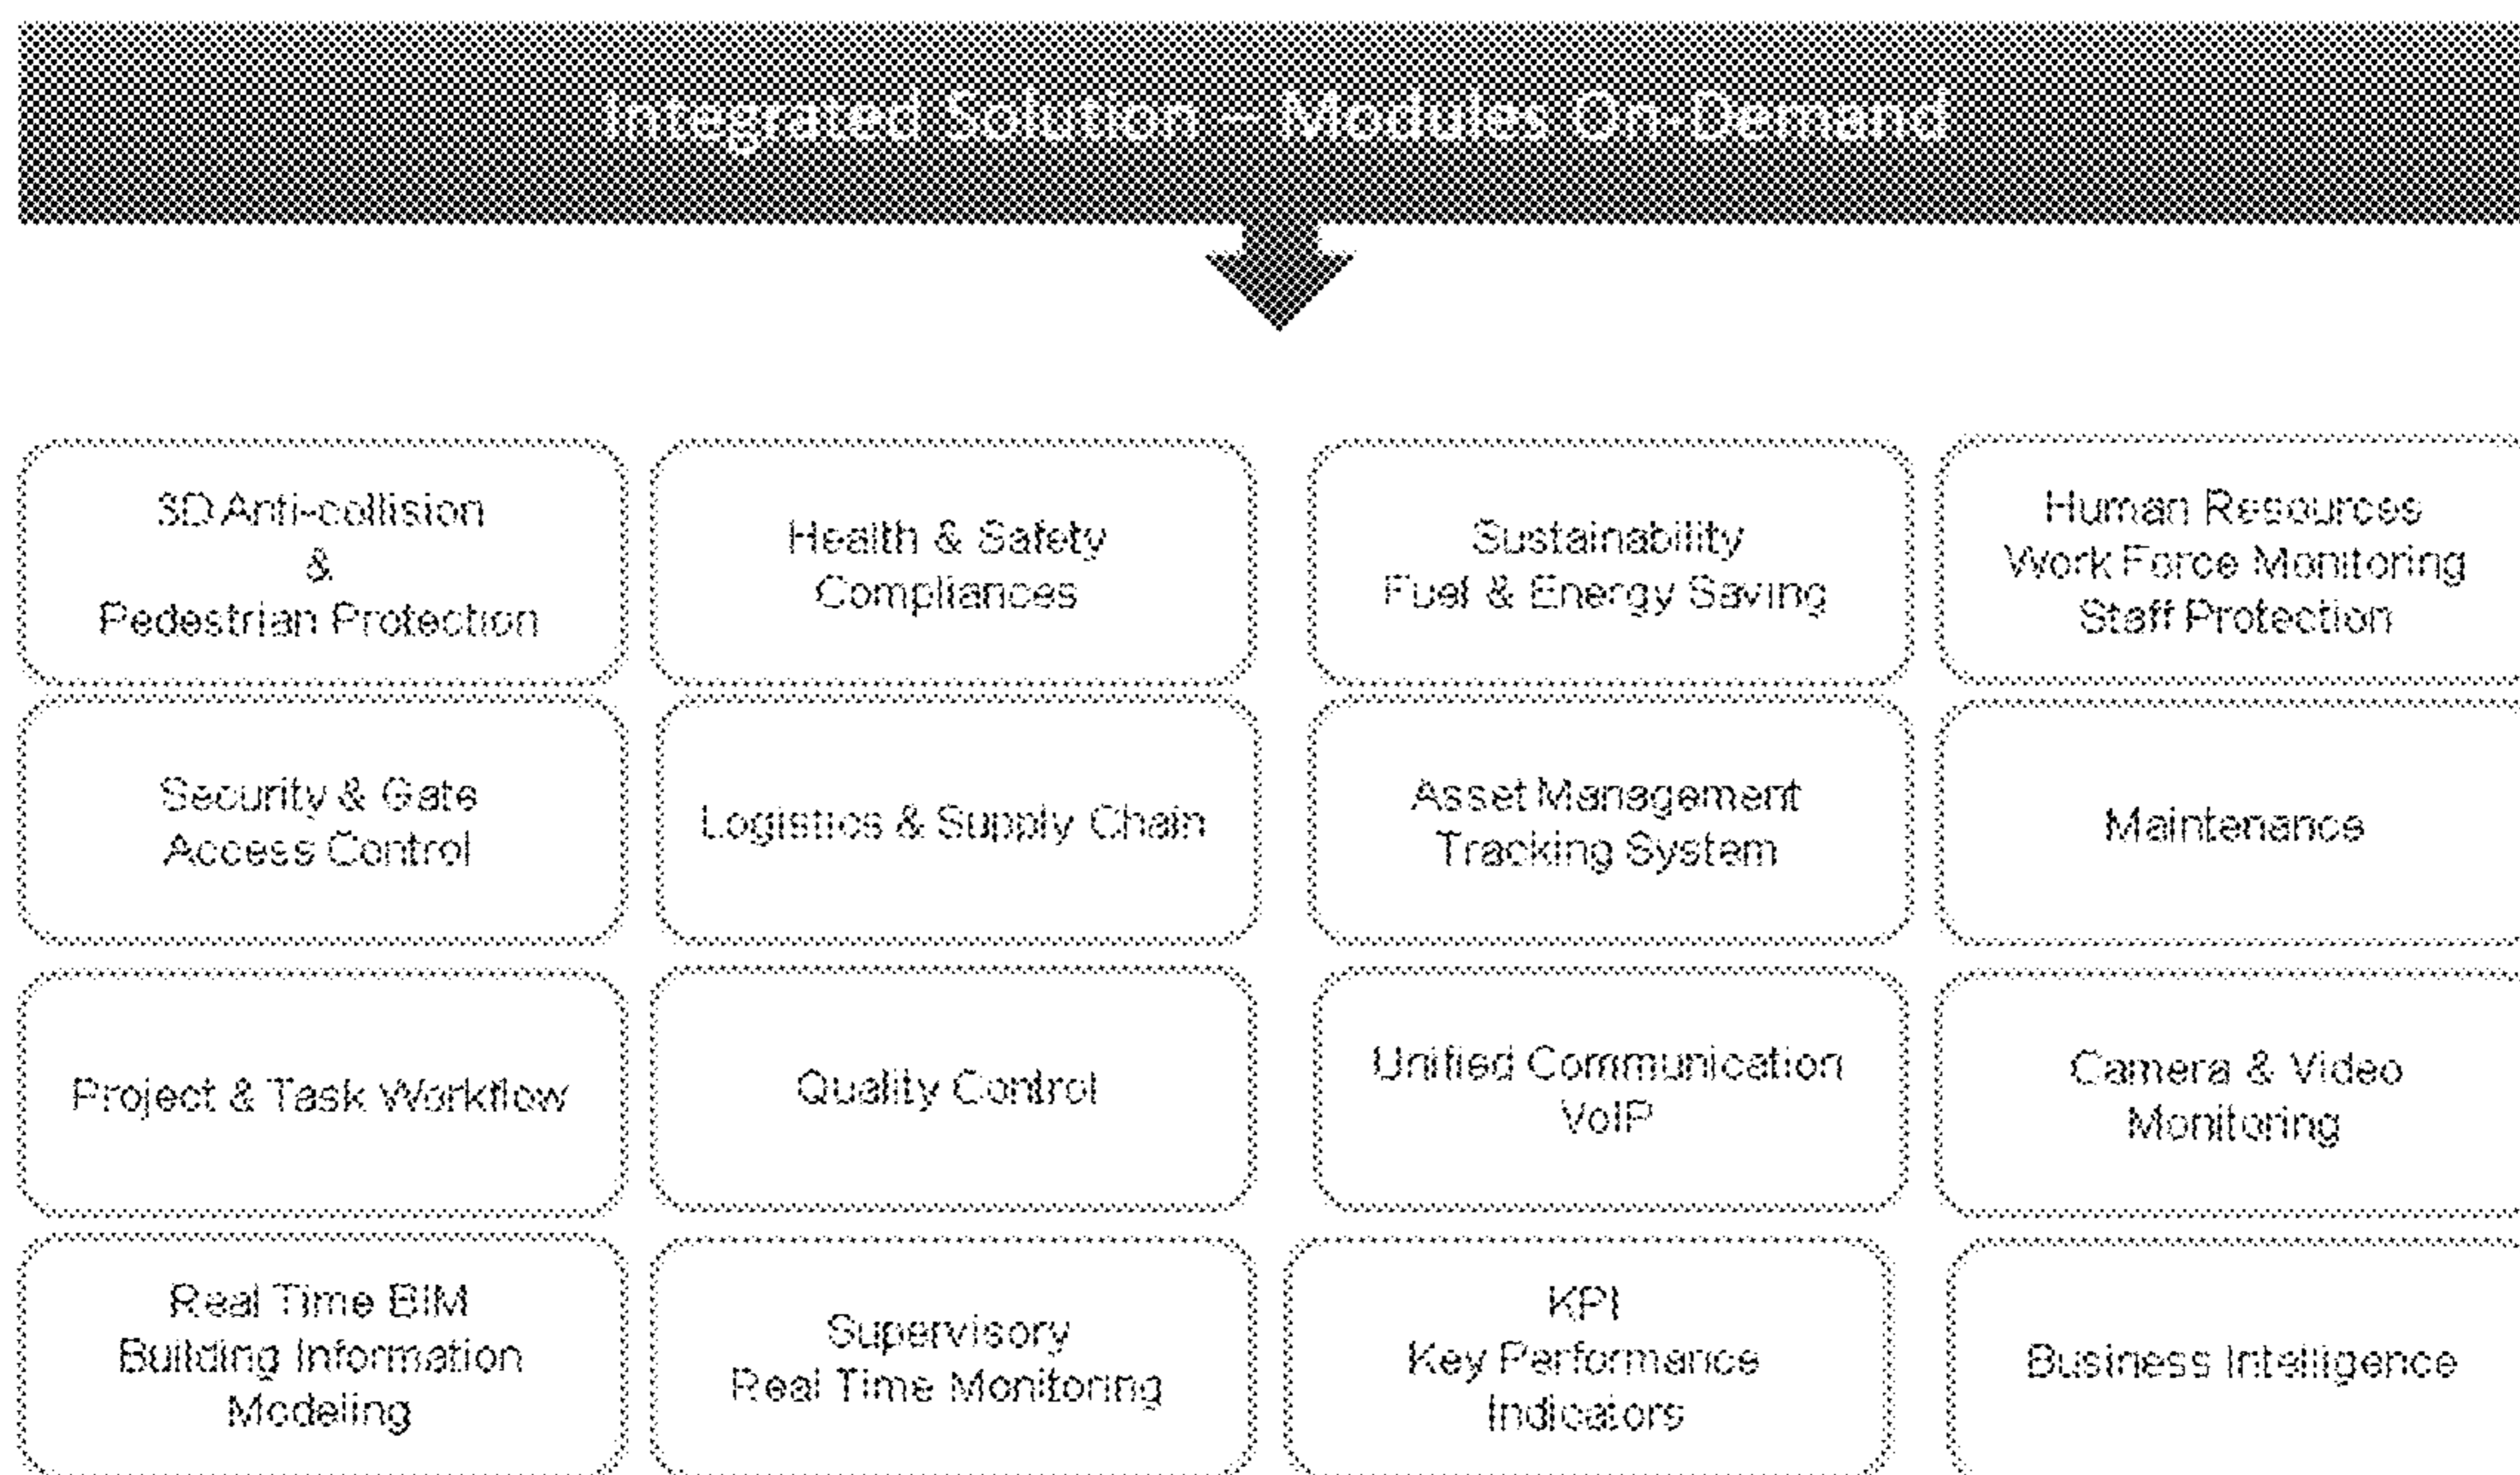 Integrated Solution – Modules On-Demand
3D Anti-collision
&
Pedestrian Protection
Health & Safety
Compliances
Sustainability
Fuel & Energy Saving
Human Resources
Work Force Monitoring
Staff Protection
Security & Gate
Access Control
Logistics & Supply Chain
Asset Management
Tracking System
Maintenance
Project & Task Workflow
Quality Control
Unified Communication
VoIP
Camera & Video
Monitoring
Real Time BIM
Building Information
Modeling
Supervisory
Real Time Monitoring
KPI
Key Performance
Indicators
Business Intelligence